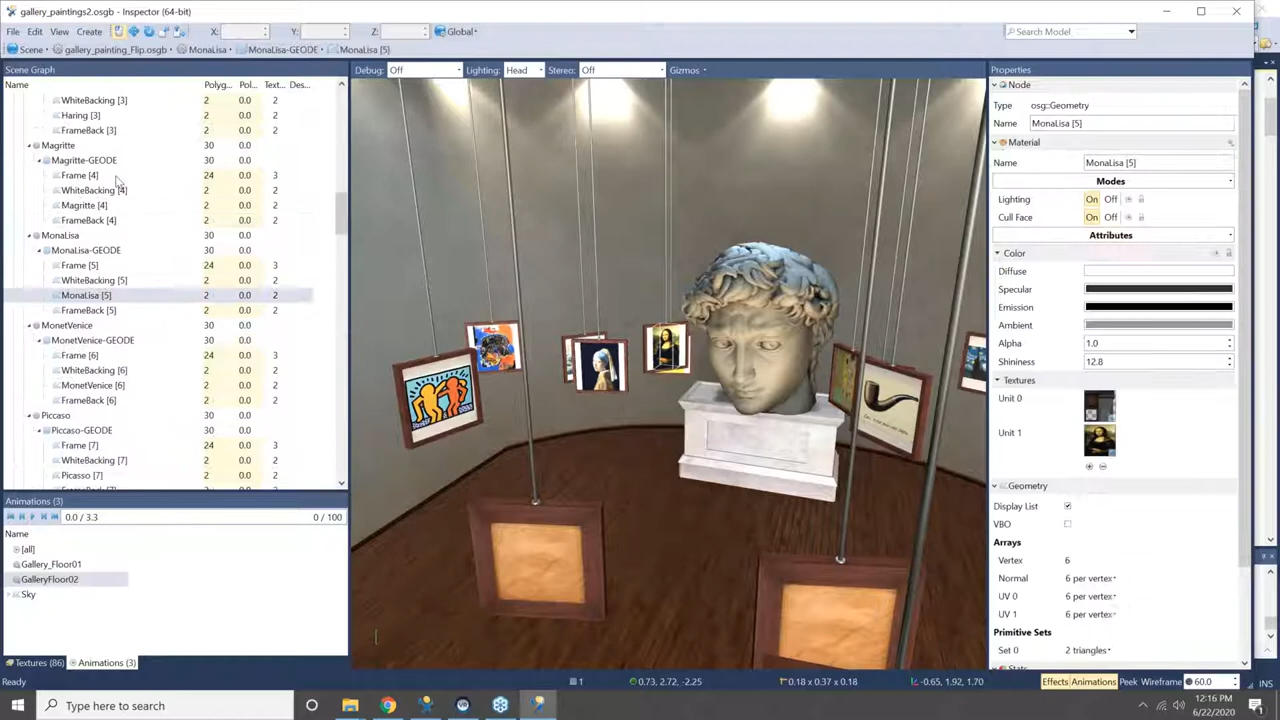 gallery_paintings2.osgb - Inspector (64-bit)
File Edit View Create X: Y: Z: Global Search Model
Scene gallery_painting_Flip.osgb MonaLisa MonaLisa-GEODE MonaLisa [5]
Scene Graph
Debug: Off Lighting: Head Stereo: Off Gizmos
Properties
Name Polyg... Pol... Text... Des...
WhiteBacking [3] 2 0.0 2
Haring [3] 2 0.0 2
FrameBack [3] 2 0.0 2
Magritte 30 0.0
Magritte-GEODE 30 0.0
Frame [4] 24 0.0 3
WhiteBacking [4] 2 0.0 2
Magritte [4] 2 0.0 2
FrameBack [4] 2 0.0 2
MonaLisa 30 0.0
MonaLisa-GEODE 30 0.0
Frame [5] 24 0.0 3
WhiteBacking [5] 2 0.0 2
MonaLisa [5] 2 0.0 2
FrameBack [5] 2 0.0 2
MonetVenice 30 0.0
MonetVenice-GEODE 30 0.0
Frame [6] 24 0.0 3
WhiteBacking [6] 2 0.0 2
MonetVenice [6] 2 0.0 2
FrameBack [6] 2 0.0 2
Piccaso 30 0.0
Piccaso-GEODE 30 0.0
Frame [7] 24 0.0 3
WhiteBacking [7] 2 0.0 2
Picasso [7] 2 0.0 2
Animations (3)
0.0 / 3.3 0 / 100
Name
[all]
Gallery_Floor01
GalleryFloor02
Sky
Textures (86) Animations (3)
Node
Type osg::Geometry
Name MonaLisa [5]
Material
Name MonaLisa [5]
Modes
Lighting On Off
Cull Face On Off
Attributes
Color
Diffuse
Specular
Emission
Ambient
Alpha 1.0
Shininess 12.8
Textures
Unit 0
Unit 1
Geometry
Display List
VBO
Arrays
Vertex 6
Normal 6 per vertex
UV 0 6 per vertex
UV 1 6 per vertex
Primitive Sets
Set 0 2 triangles
Stats
Ready 1 0.73, 2.72, -2.25 0.18 x 0.37 x 0.18 -0.65, 1.92, 1.70 Effects Animations Peek Wireframe 60.0 INS
Type here to search
12:16 PM
6/22/2020